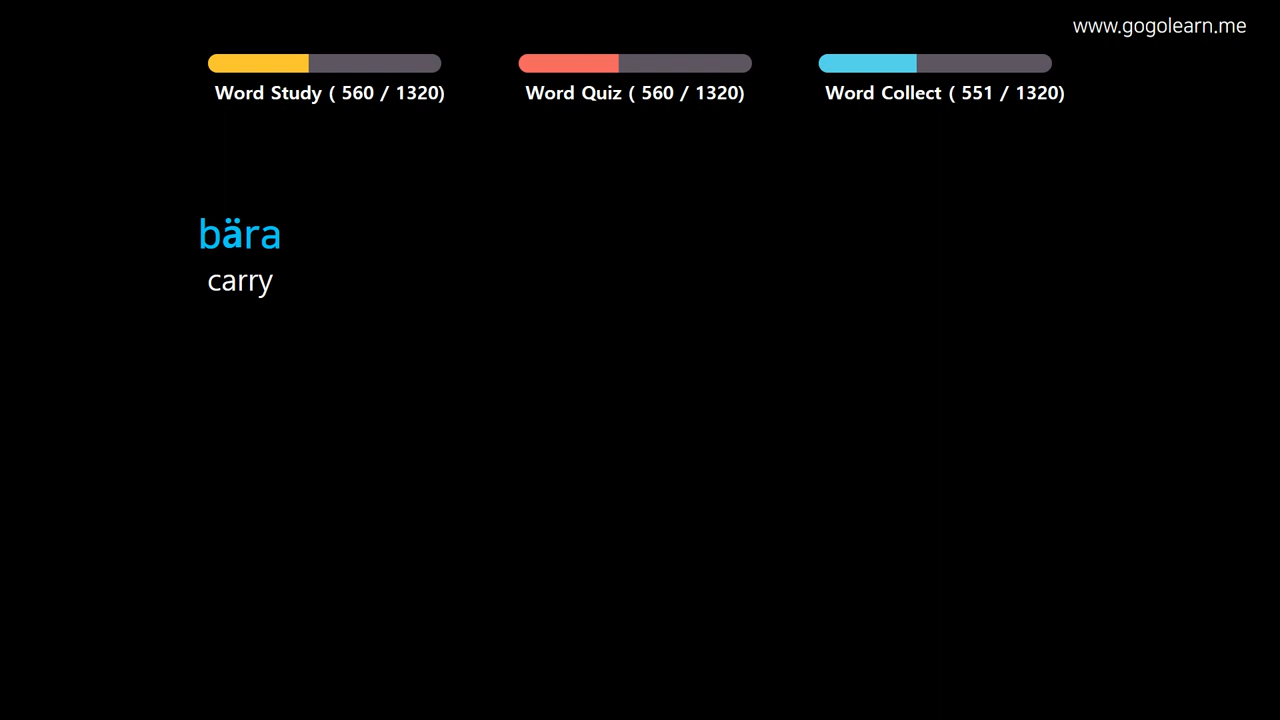 www.gogolearn.me
Word Study ( 560 / 1320)
Word Quiz ( 560 / 1320)
Word Collect ( 551 / 1320)
bära
carry